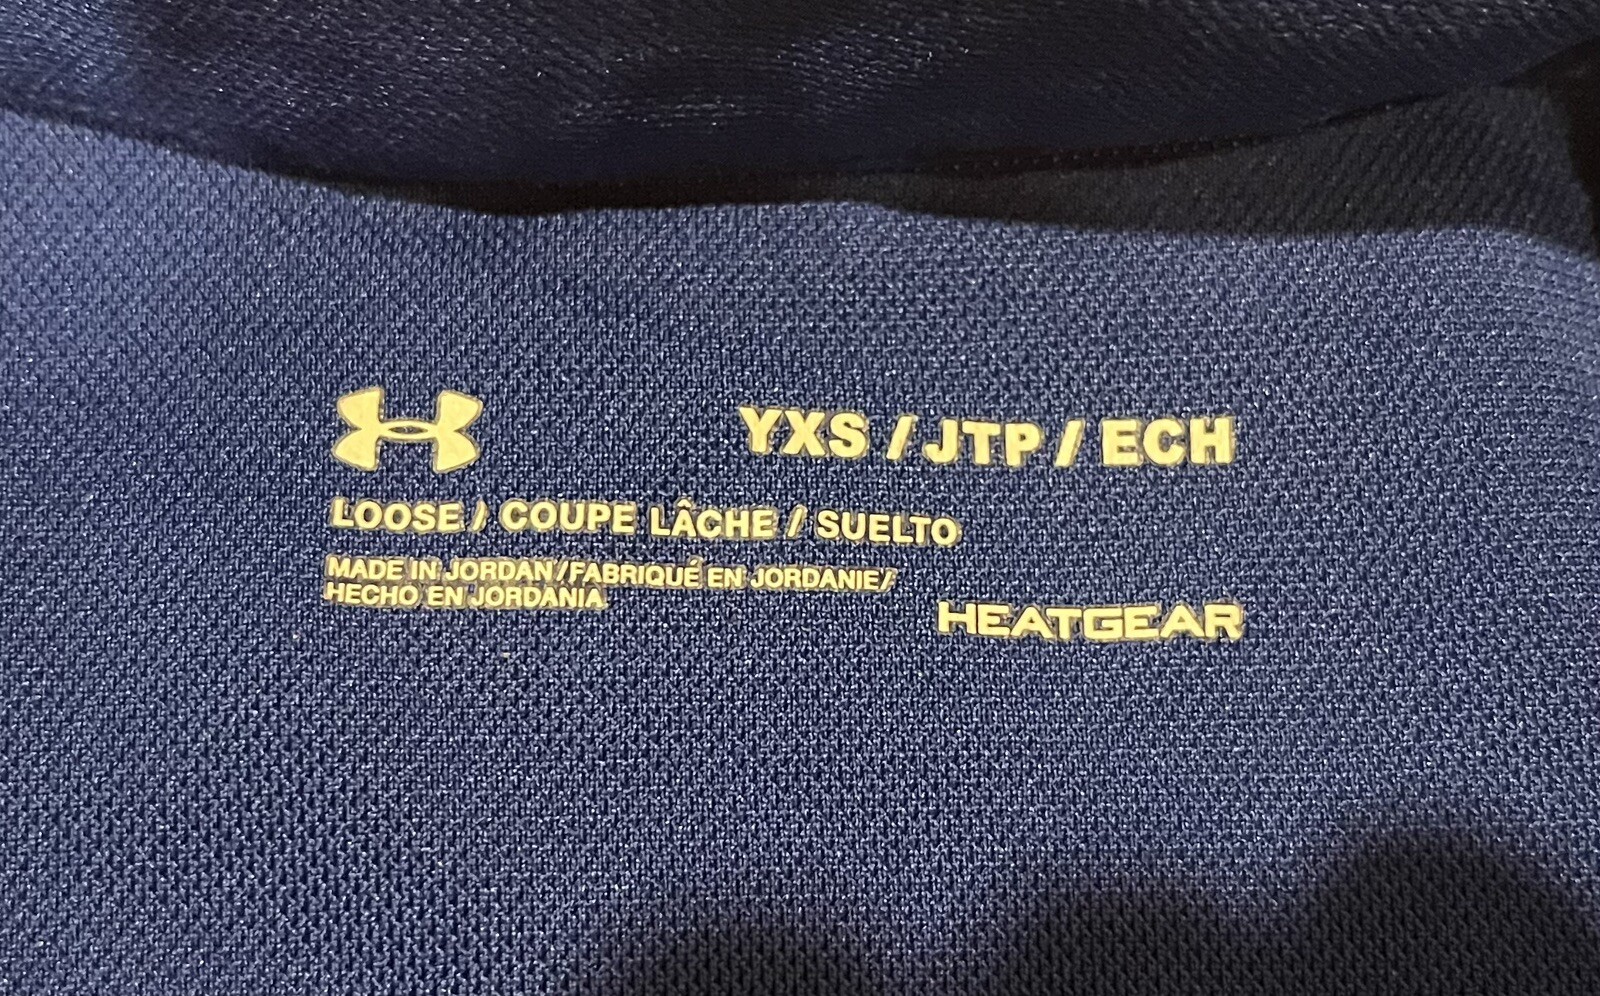 YXS / JTP / ECH
LOOSE / COUPE LÂCHE / SUELTO
MADE IN JORDAN/FABRIQUÉ EN JORDANIE/
HECHO EN JORDANIA
HEATGEAR